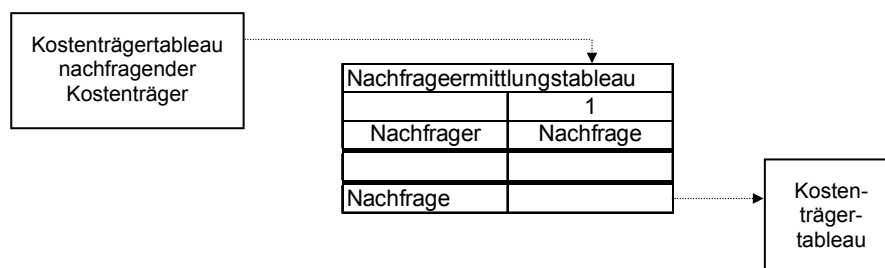 Kostenträgertableau
nachfragender
Kostenträger
Nachfrageermittlungstableau
1
Nachfrager Nachfrage
Nachfrage
Kosten-
träger-
tableau